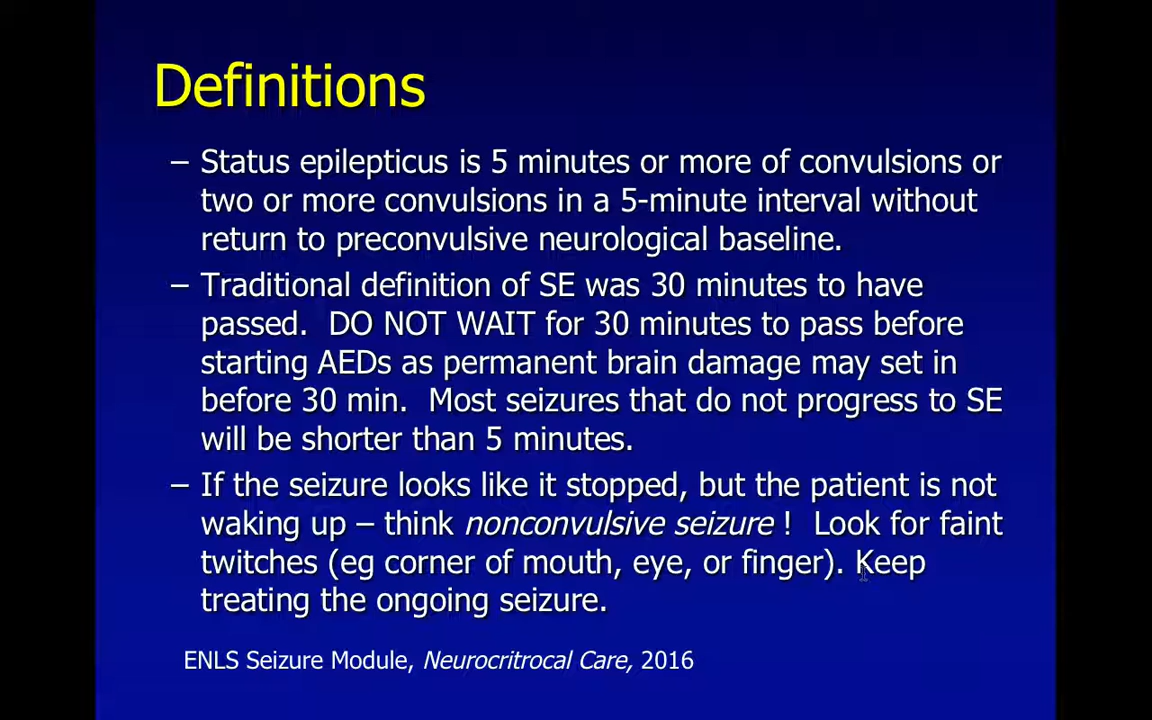 Definitions
– Status epilepticus is 5 minutes or more of convulsions or
two or more convulsions in a 5-minute interval without
return to preconvulsive neurological baseline.
– Traditional definition of SE was 30 minutes to have
passed.  DO NOT WAIT for 30 minutes to pass before
starting AEDs as permanent brain damage may set in
before 30 min.  Most seizures that do not progress to SE
will be shorter than 5 minutes.
– If the seizure looks like it stopped, but the patient is not
waking up – think nonconvulsive seizure !  Look for faint
twitches (eg corner of mouth, eye, or finger). Keep
treating the ongoing seizure.
ENLS Seizure Module, Neurocritrocal Care, 2016